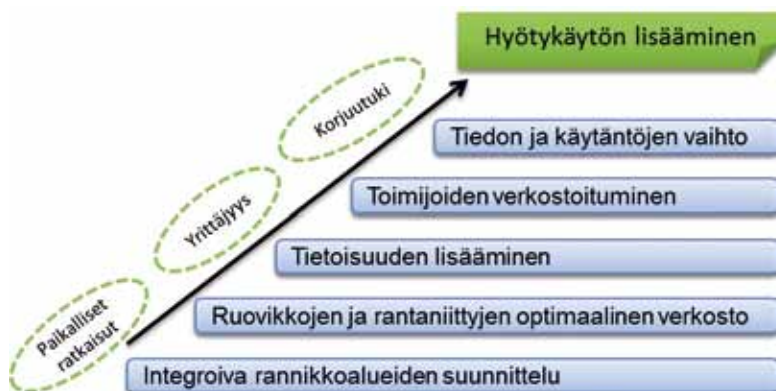 Hyötykäytön lisääminen
Korjuutuki
Tiedon ja käytäntöjen vaihto
Yrittäjyys
Toimijoiden verkostoituminen
Tietoisuuden lisääminen
Paikalliset
ratkaisut
Ruovikkojen ja rantaniittyjen optimaalinen verkosto
Integroiva rannikkoalueiden suunnittelu